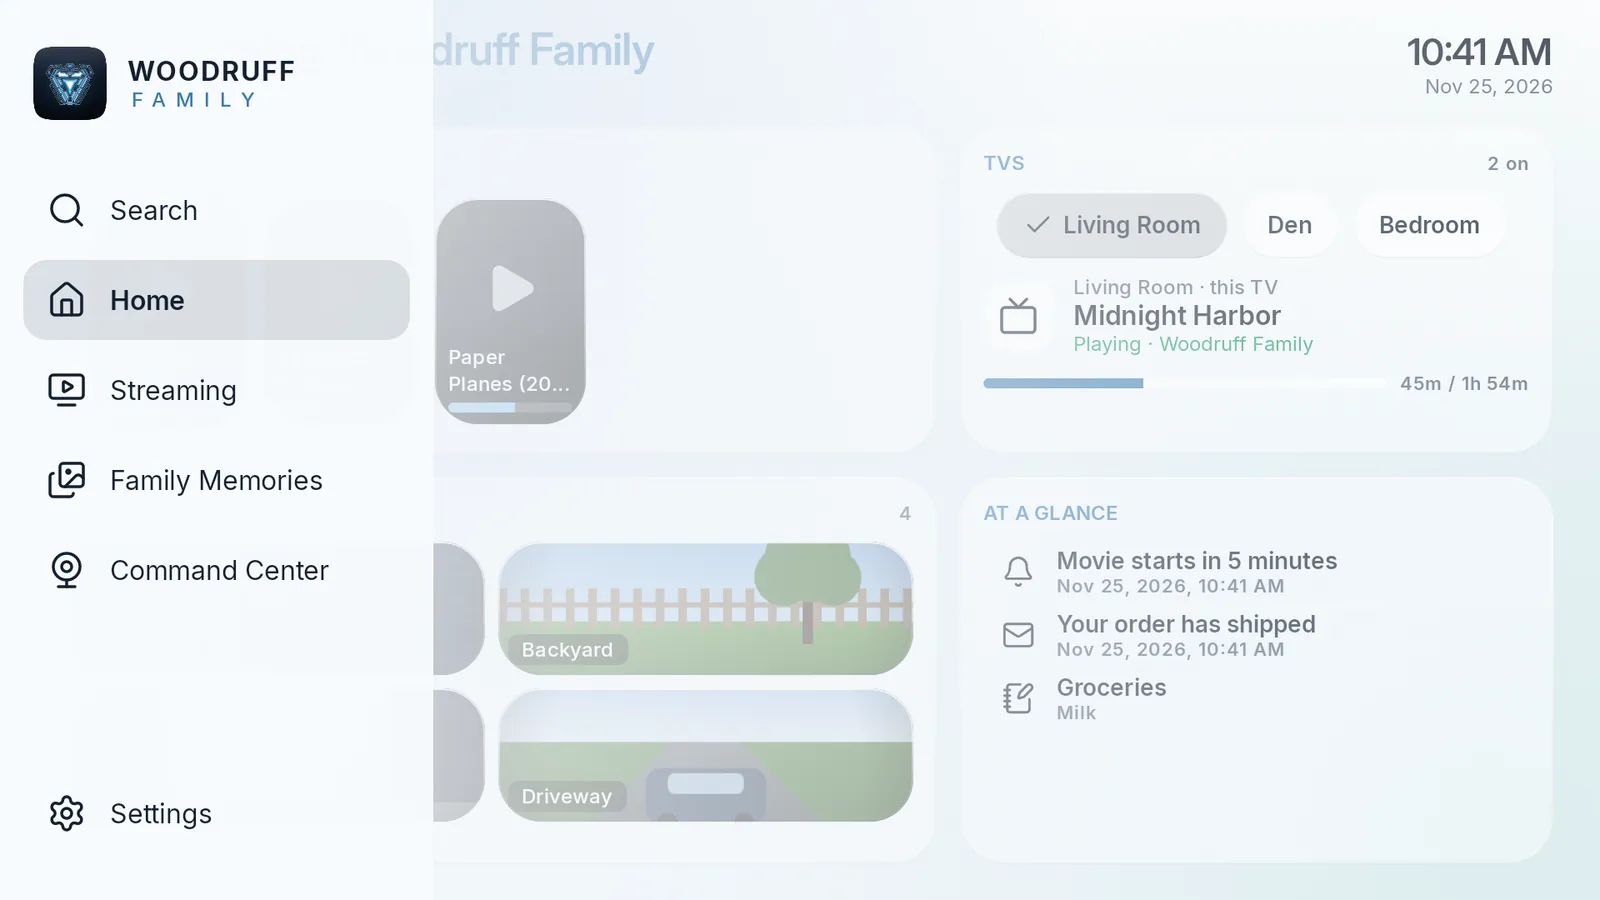 WOODRUFF
FAMILY
Search
Home
Streaming
Family Memories
Command Center
Settings
druff Family
10:41 AM
Nov 25, 2026
Paper
Planes (20...
TVS
2 on
Living Room
Den
Bedroom
Living Room · this TV
Midnight Harbor
Playing · Woodruff Family
45m / 1h 54m
4
Backyard
Driveway
AT A GLANCE
Movie starts in 5 minutes
Nov 25, 2026, 10:41 AM
Your order has shipped
Nov 25, 2026, 10:41 AM
Groceries
Milk